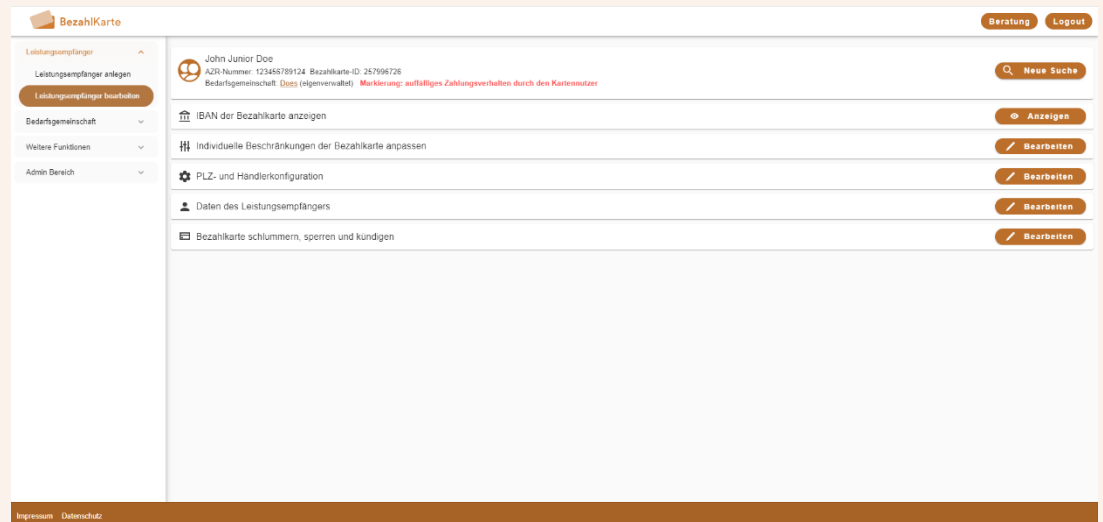 BezahlKarte
Beratung
Logout
Leistungsempfänger
Leistungsempfänger anlegen
Leistungsempfänger bearbeiten
Bedarfsgemeinschaft
Weitere Funktionen
Admin Bereich
John Junior Doe
AZR-Nummer: 123456789124 Bezahlkarte-ID: 257996726
Bedarfsgemeinschaft: Does (eigenverwaltet) Markierung: auffälliges Zahlungsverhalten durch den Kartennutzer
Neue Suche
IBAN der Bezahlkarte anzeigen
Anzeigen
Individuelle Beschränkungen der Bezahlkarte anpassen
Bearbeiten
PLZ- und Händlerkonfiguration
Bearbeiten
Daten des Leistungsempfängers
Bearbeiten
Bezahlkarte schlummern, sperren und kündigen
Bearbeiten
Impressum Datenschutz